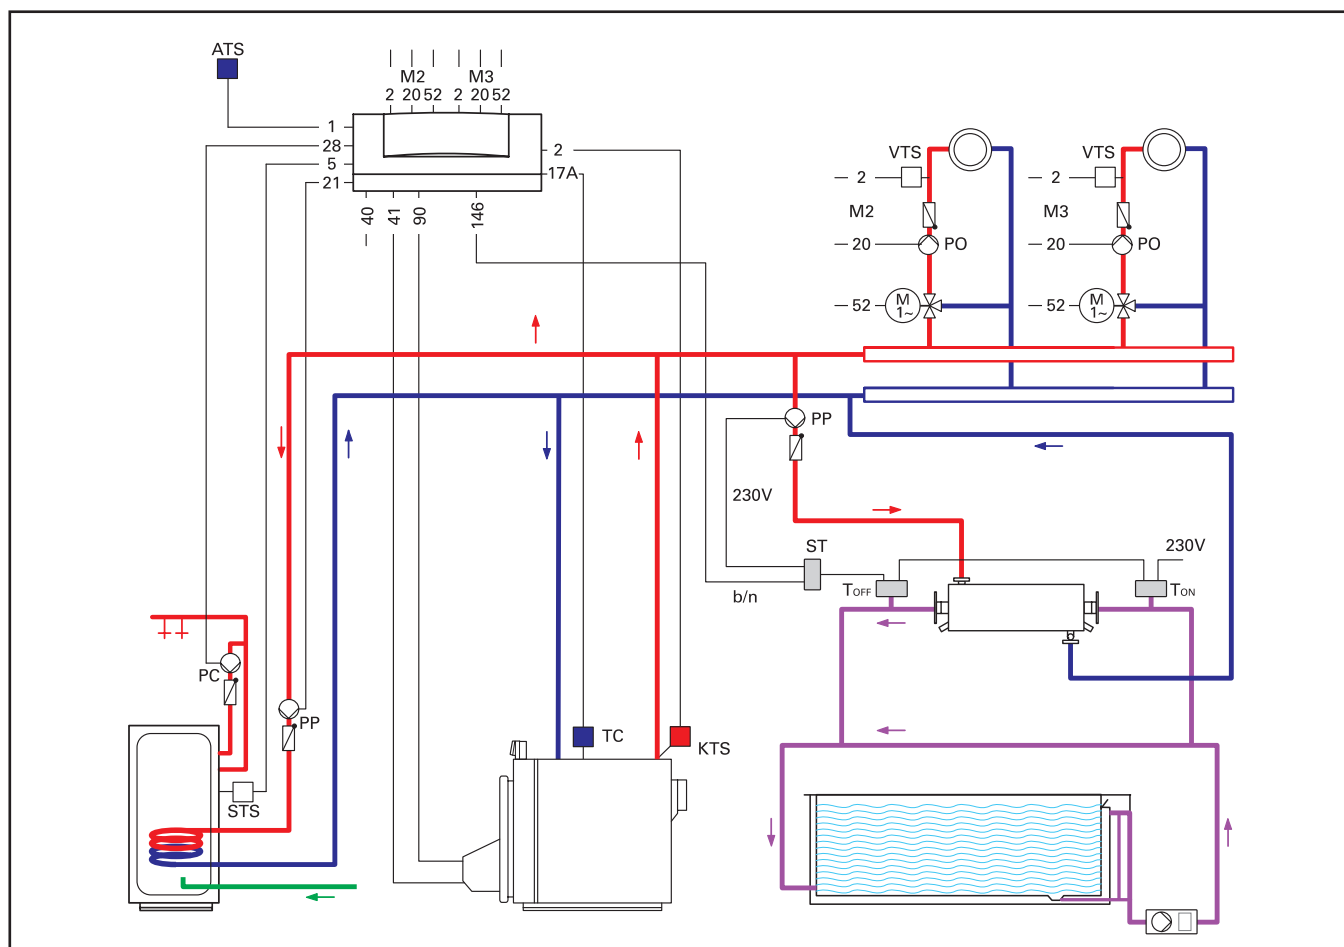 ATS
M2 M3
2 20 52 2 20 52
1
28
5
21
2
17A
40 41 90 146
VTS
2
M2
20
PO
52
M
1~
VTS
2
M3
20
PO
52
M
1~
PP
230V
ST
b/n
TOFF
230V
TON
PC
PP
STS
TC
KTS